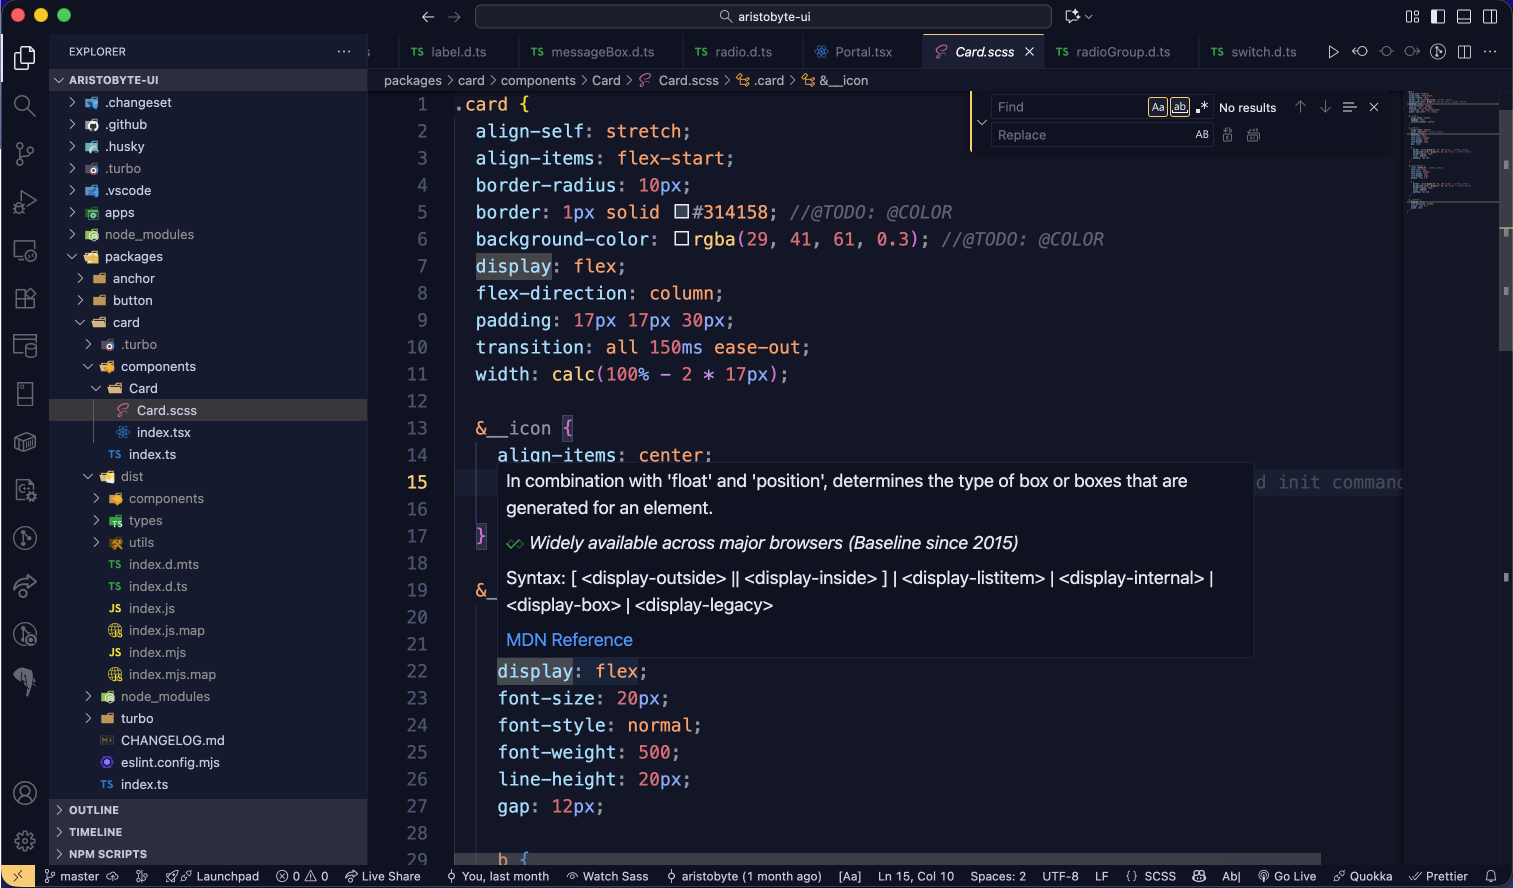 aristobyte-ui
EXPLORER
label.d.ts
messageBox.d.ts
radio.d.ts
Portal.tsx
Card.scss
radioGroup.d.ts
switch.d.ts
packages > card > components > Card > Card.scss > .card > &__icon
ARISTOBYTE-UI
.changeset
.github
.husky
.turbo
.vscode
apps
node_modules
packages
anchor
button
card
.turbo
components
Card
Card.scss
index.tsx
TS index.ts
dist
components
types
utils
TS index.d.mts
TS index.d.ts
JS index.js
index.js.map
JS index.mjs
index.mjs.map
node_modules
turbo
CHANGELOG.md
eslint.config.mjs
TS index.ts
OUTLINE
TIMELINE
NPM SCRIPTS
Find
Aa ab .* No results
Replace
AB
1 .card {
2 align-self: stretch;
3 align-items: flex-start;
4 border-radius: 10px;
5 border: 1px solid #314158; //@TODO: @COLOR
6 background-color: rgba(29, 41, 61, 0.3); //@TODO: @COLOR
7 display: flex;
8 flex-direction: column;
9 padding: 17px 17px 30px;
10 transition: all 150ms ease-out;
11 width: calc(100% - 2 * 17px);
12
13 &__icon {
14 align-items: center;
15 d init command
16
17 }
18
19 &_
20
21
In combination with 'float' and 'position', determines the type of box or boxes that are
generated for an element.
Widely available across major browsers (Baseline since 2015)
Syntax: [ <display-outside> || <display-inside> ] | <display-listitem> | <display-internal> |
<display-box> | <display-legacy>
MDN Reference
22 display: flex;
23 font-size: 20px;
24 font-style: normal;
25 font-weight: 500;
26 line-height: 20px;
27 gap: 12px;
28
29 b {
master Launchpad 0 0 Live Share You, last month Watch Sass aristobyte (1 month ago) [Aa] Ln 15, Col 10 Spaces: 2 UTF-8 LF {} SCSS Ab| Go Live Quokka Prettier